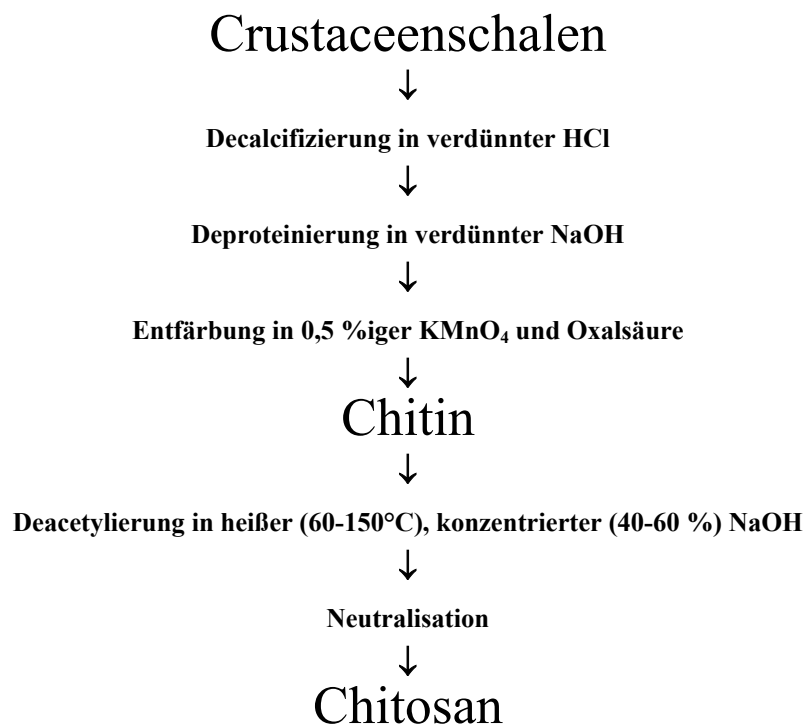 Crustaceenschalen
↓
Decalcifizierung in verdünnter HCl
↓
Deproteinierung in verdünnter NaOH
↓
Entfärbung in 0,5 %iger KMnO₄ und Oxalsäure
↓
Chitin
↓
Deacetylierung in heißer (60-150°C), konzentrierter (40-60 %) NaOH
↓
Neutralisation
↓
Chitosan